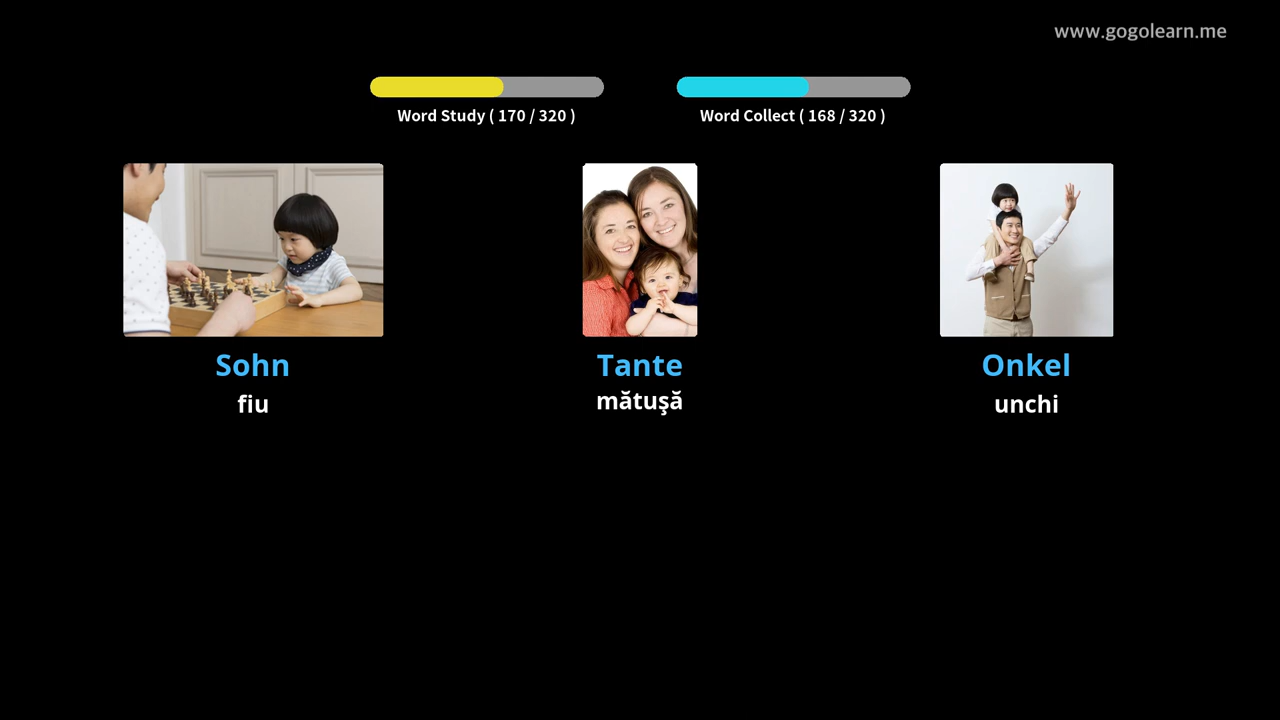 www.gogolearn.me
Word Study ( 170 / 320 )
Word Collect ( 168 / 320 )
Sohn
fiu
Tante
mătuşă
Onkel
unchi